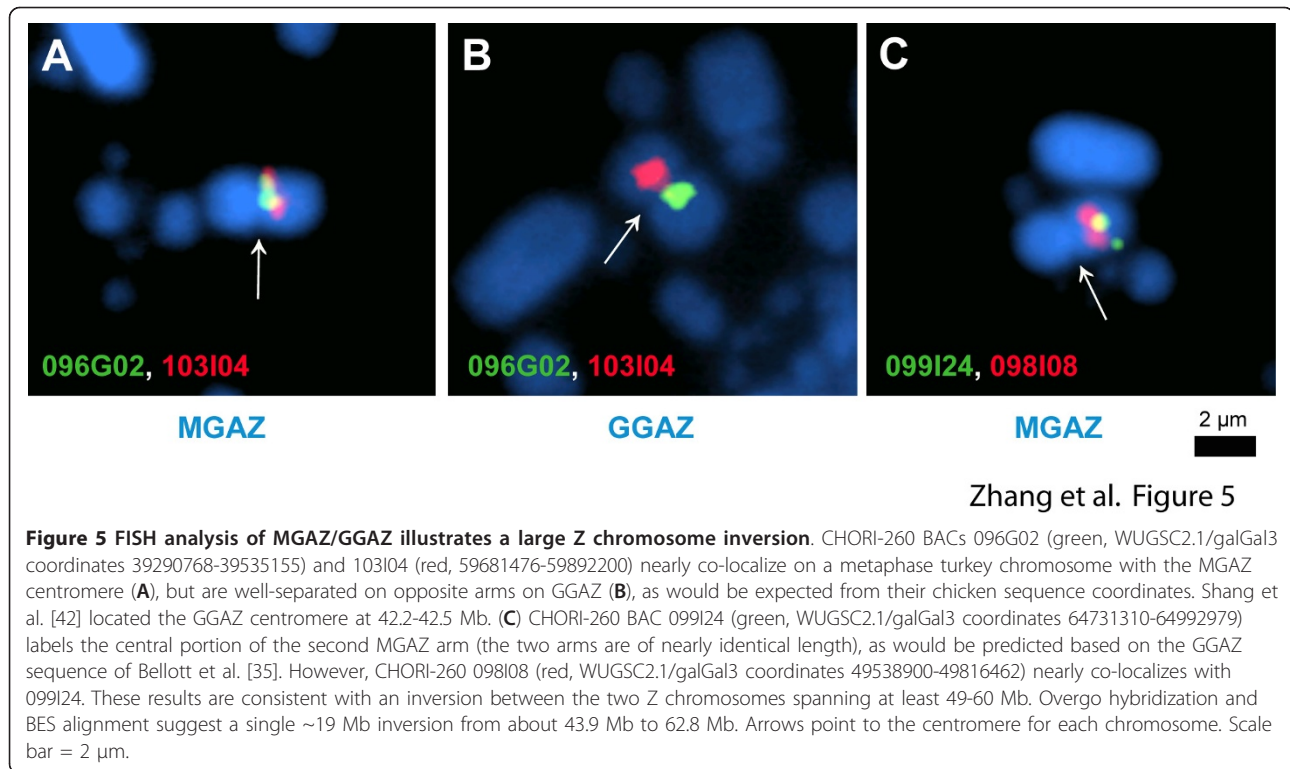 A
B
C
096G02, 103I04
096G02, 103I04
099I24, 098I08
MGAZ
GGAZ
MGAZ
2 µm
Zhang et al. Figure 5
Figure 5 FISH analysis of MGAZ/GGAZ illustrates a large Z chromosome inversion. CHORI-260 BACs 096G02 (green, WUGSC2.1/galGal3
coordinates 39290768-39535155) and 103I04 (red, 59681476-59892200) nearly co-localize on a metaphase turkey chromosome with the MGAZ
centromere (A), but are well-separated on opposite arms on GGAZ (B), as would be expected from their chicken sequence coordinates. Shang et
al. [42] located the GGAZ centromere at 42.2-42.5 Mb. (C) CHORI-260 BAC 099I24 (green, WUGSC2.1/galGal3 coordinates 64731310-64992979)
labels the central portion of the second MGAZ arm (the two arms are of nearly identical length), as would be predicted based on the GGAZ
sequence of Bellott et al. [35]. However, CHORI-260 098I08 (red, WUGSC2.1/galGal3 coordinates 49538900-49816462) nearly co-localizes with
099I24. These results are consistent with an inversion between the two Z chromosomes spanning at least 49-60 Mb. Overgo hybridization and
BES alignment suggest a single ~19 Mb inversion from about 43.9 Mb to 62.8 Mb. Arrows point to the centromere for each chromosome. Scale
bar = 2 µm.